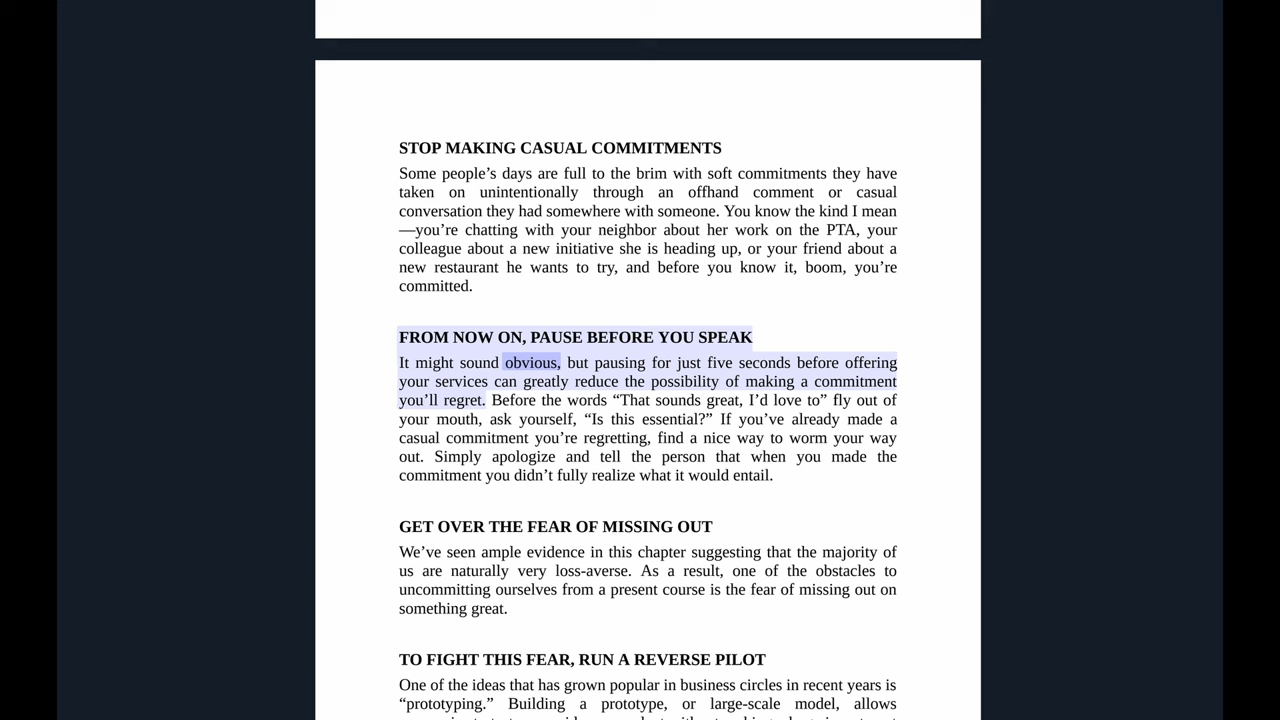 STOP MAKING CASUAL COMMITMENTS
Some people’s days are full to the brim with soft commitments they have
taken on unintentionally through an offhand comment or casual
conversation they had somewhere with someone. You know the kind I mean
—you’re chatting with your neighbor about her work on the PTA, your
colleague about a new initiative she is heading up, or your friend about a
new restaurant he wants to try, and before you know it, boom, you’re
committed.
FROM NOW ON, PAUSE BEFORE YOU SPEAK
It might sound obvious, but pausing for just five seconds before offering
your services can greatly reduce the possibility of making a commitment
you’ll regret. Before the words “That sounds great, I’d love to” fly out of
your mouth, ask yourself, “Is this essential?” If you’ve already made a
casual commitment you’re regretting, find a nice way to worm your way
out. Simply apologize and tell the person that when you made the
commitment you didn’t fully realize what it would entail.
GET OVER THE FEAR OF MISSING OUT
We’ve seen ample evidence in this chapter suggesting that the majority of
us are naturally very loss-averse. As a result, one of the obstacles to
uncommitting ourselves from a present course is the fear of missing out on
something great.
TO FIGHT THIS FEAR, RUN A REVERSE PILOT
One of the ideas that has grown popular in business circles in recent years is
“prototyping.” Building a prototype, or large-scale model, allows